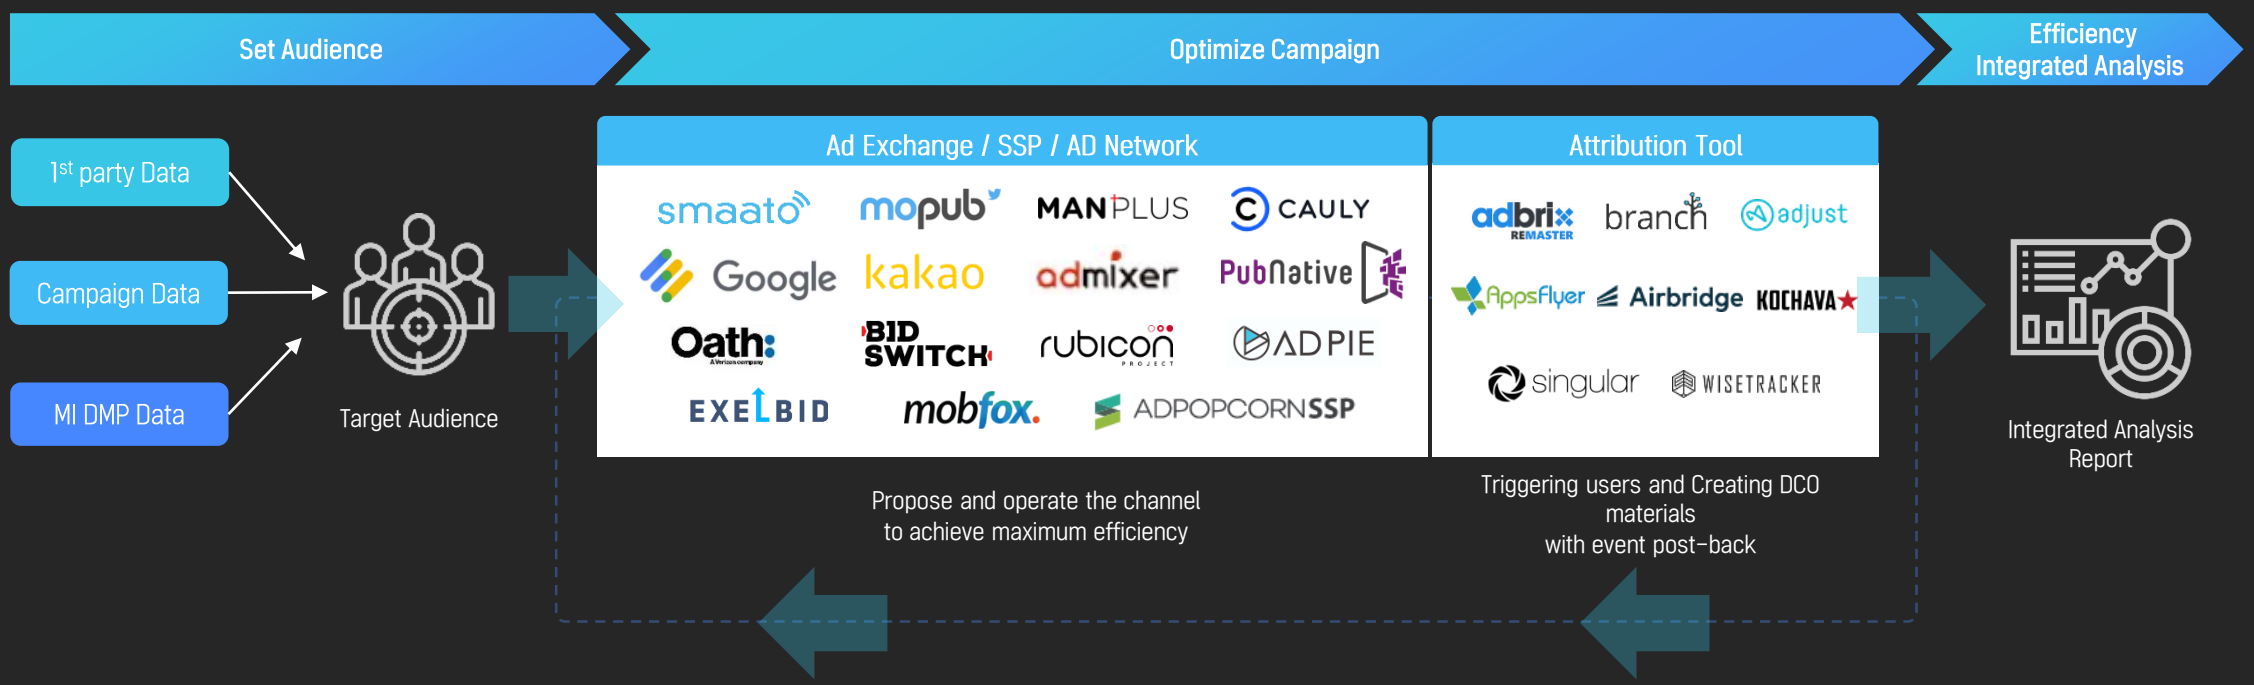 Set Audience
Optimize Campaign
Efficiency
Integrated Analysis
1st party Data
Campaign Data
MI DMP Data
Target Audience
Ad Exchange / SSP / AD Network
smaato
mopub
MANPLUS
CAULY
Google
kakao
admixer
PubNative
Oath:
A Verizon company
BID
SWITCH
rubicon
PROJECT
ADPIE
EXELBID
mobfox.
ADPOPCORNSSP
Propose and operate the channel
to achieve maximum efficiency
Attribution Tool
adbrix
REMASTER
branch
adjust
AppsFlyer
Airbridge
KOCHAVA
singular
WISETRACKER
Triggering users and Creating DCO
materials
with event post-back
Integrated Analysis
Report